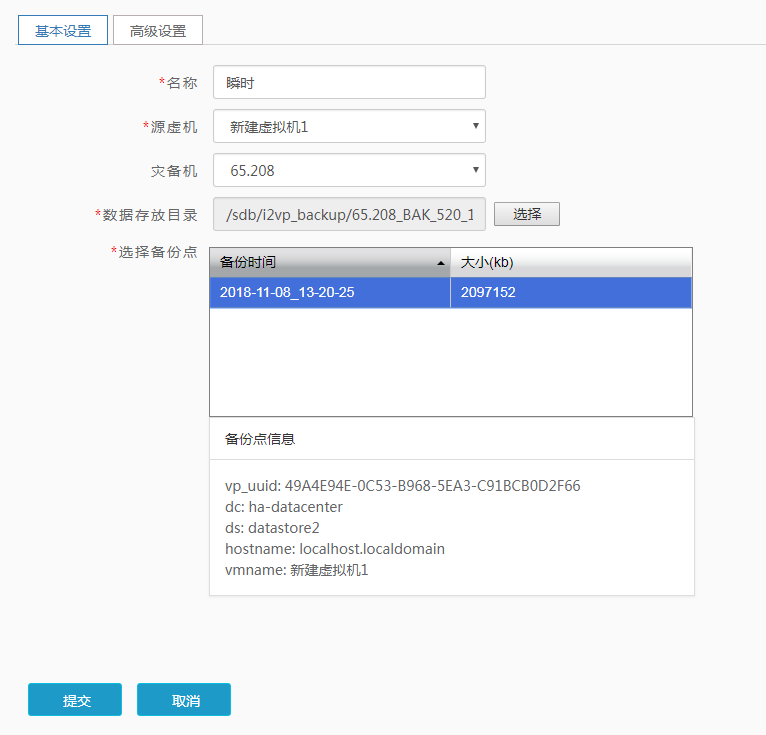 基本设置 高级设置
*名称 瞬时
*源虚机 新建虚拟机1
灾备机 65.208
*数据存放目录 /sdb/i2vp_backup/65.208_BAK_520_1 选择
*选择备份点
备份时间 大小(kb)
2018-11-08_13-20-25 2097152
备份点信息
vp_uuid: 49A4E94E-0C53-B968-5EA3-C91BCB0D2F66
dc: ha-datacenter
ds: datastore2
hostname: localhost.localdomain
vmname: 新建虚拟机1
提交 取消